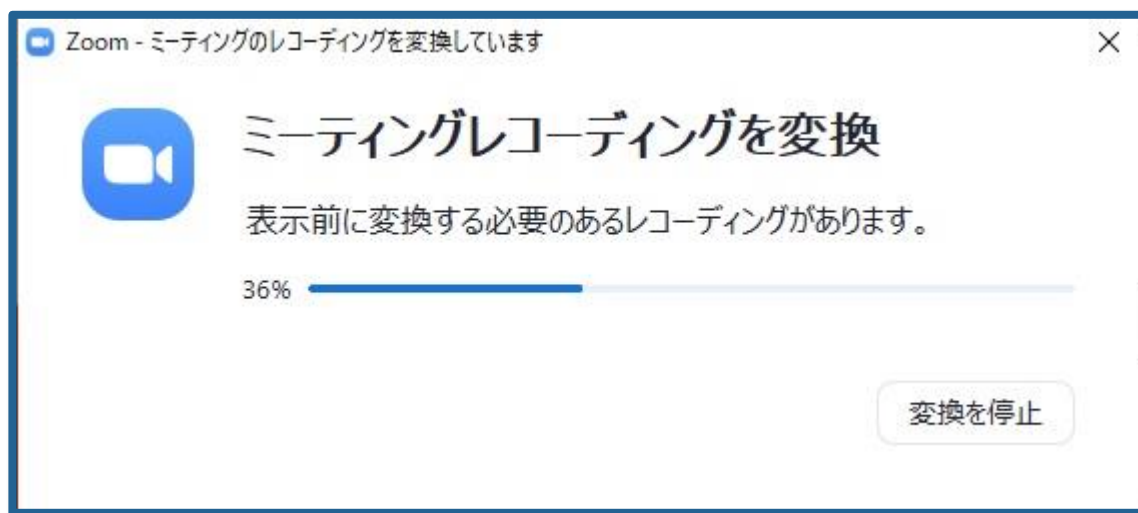 Zoom - ミーティングのレコーディングを変換しています
ミーティングレコーディングを変換
表示前に変換する必要のあるレコーディングがあります。
36%
変換を停止